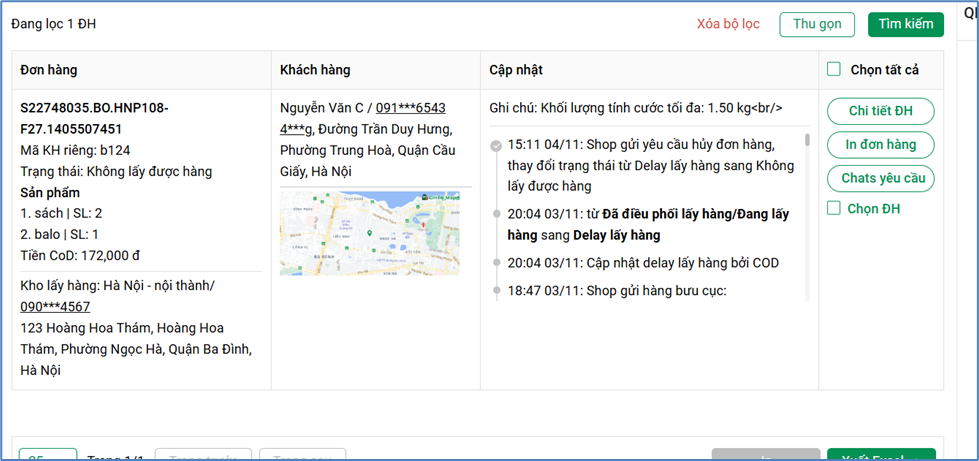 QI
Đang lọc 1 ĐH
Xóa bộ lọc
Thu gọn
Tìm kiếm
Đơn hàng
Khách hàng
Cập nhật
Chọn tất cả
S22748035.BO.HNP108-
F27.1405507451
Mã KH riêng: b124
Trạng thái: Không lấy được hàng
Sản phẩm
1. sách | SL: 2
2. balo | SL: 1
Tiền CoD: 172,000 đ
Kho lấy hàng: Hà Nội - nội thành/
090***4567
123 Hoàng Hoa Thám, Hoàng Hoa
Thám, Phường Ngọc Hà, Quận Ba Đình,
Hà Nội
Nguyễn Văn C / 091***6543
4***g, Đường Trần Duy Hưng,
Phường Trung Hoà, Quận Cầu
Giấy, Hà Nội
Ghi chú: Khối lượng tính cước tối đa: 1.50 kg<br/>
15:11 04/11: Shop gửi yêu cầu hủy đơn hàng,
thay đổi trạng thái từ Delay lấy hàng sang Không
lấy được hàng
20:04 03/11: từ Đã điều phối lấy hàng/Đang lấy
hàng sang Delay lấy hàng
20:04 03/11: Cập nhật delay lấy hàng bởi COD
18:47 03/11: Shop gửi hàng bưu cục:
Chi tiết ĐH
In đơn hàng
Chats yêu cầu
Chọn ĐH
Trang 1/1
Trang trước
Trang sau
Xuất Excel